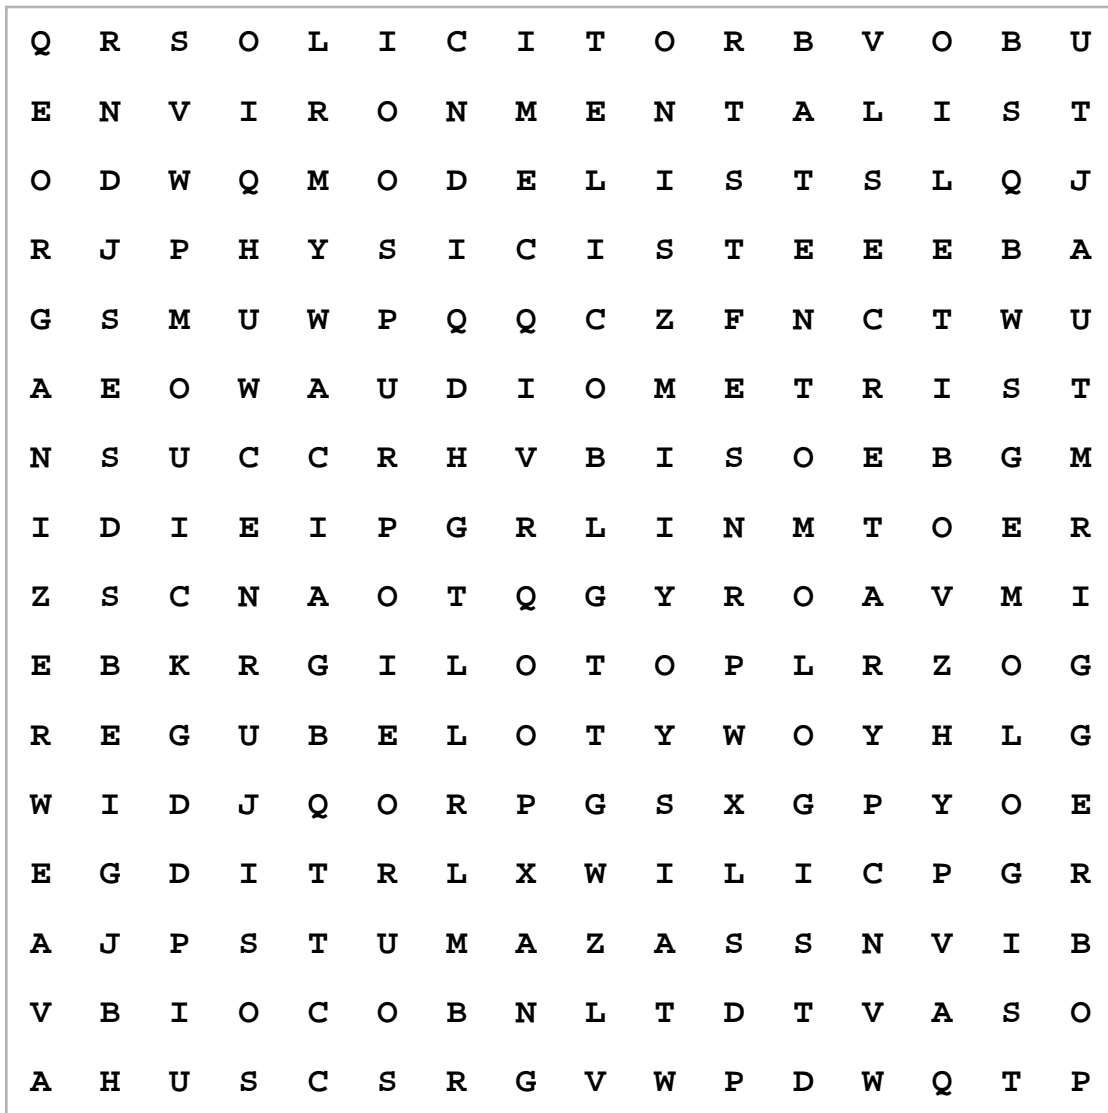 Q R S O L I C I T O R B V O B U
E N V I R O N M E N T A L I S T
O D W Q M O D E L I S T S L Q J
R J P H Y S I C I S T E E E B A
G S M U W P Q Q C Z F N C T W U
A E O W A U D I O M E T R I S T
N S U C C R H V B I S O E B G M
I D I E I P G R L I N M T O E R
Z S C N A O T Q G Y R O A V M I
E B K R G I L O T O P L R Z O G
R E G U B E L O T Y W O Y H L G
W I D J Q O R P G S X G P Y O E
E G D I T R L X W I L I C P G R
A J P S T U M A Z A S S N V I B
V B I O C O B N L T D T V A S O
A H U S C S R G V W P D W Q T P